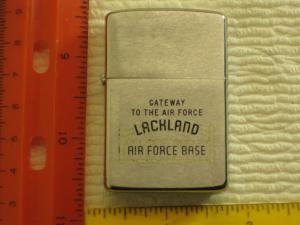 GATEWAY
TO THE AIR FORCE
LACKLAND
AIR FORCE BASE